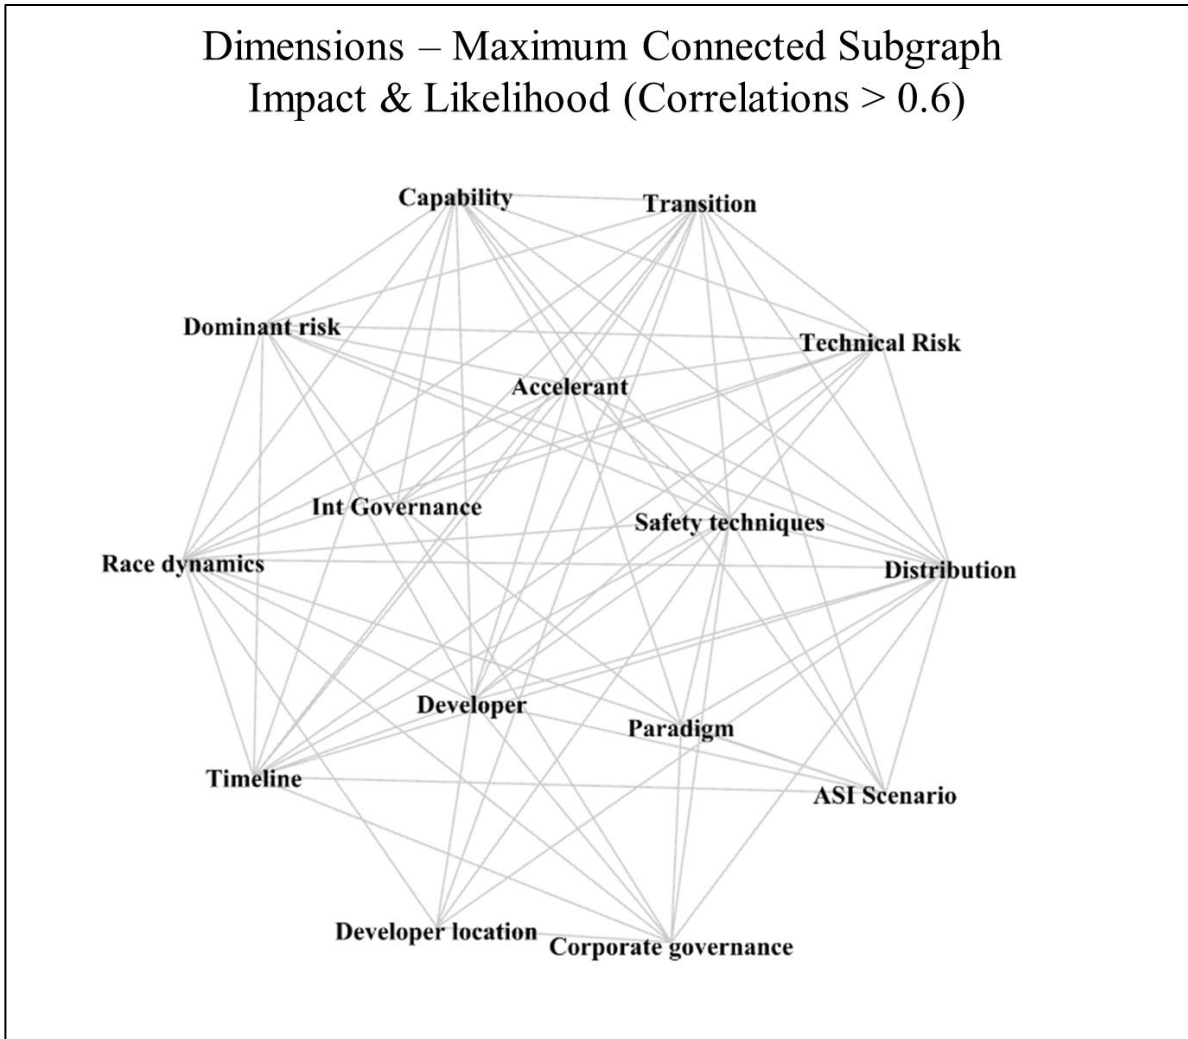 Dimensions – Maximum Connected Subgraph
Impact & Likelihood (Correlations > 0.6)
Capability
Transition
Dominant risk
Technical Risk
Accelerant
Int Governance
Safety techniques
Race dynamics
Distribution
Developer
Paradigm
Timeline
ASI Scenario
Developer location
Corporate governance